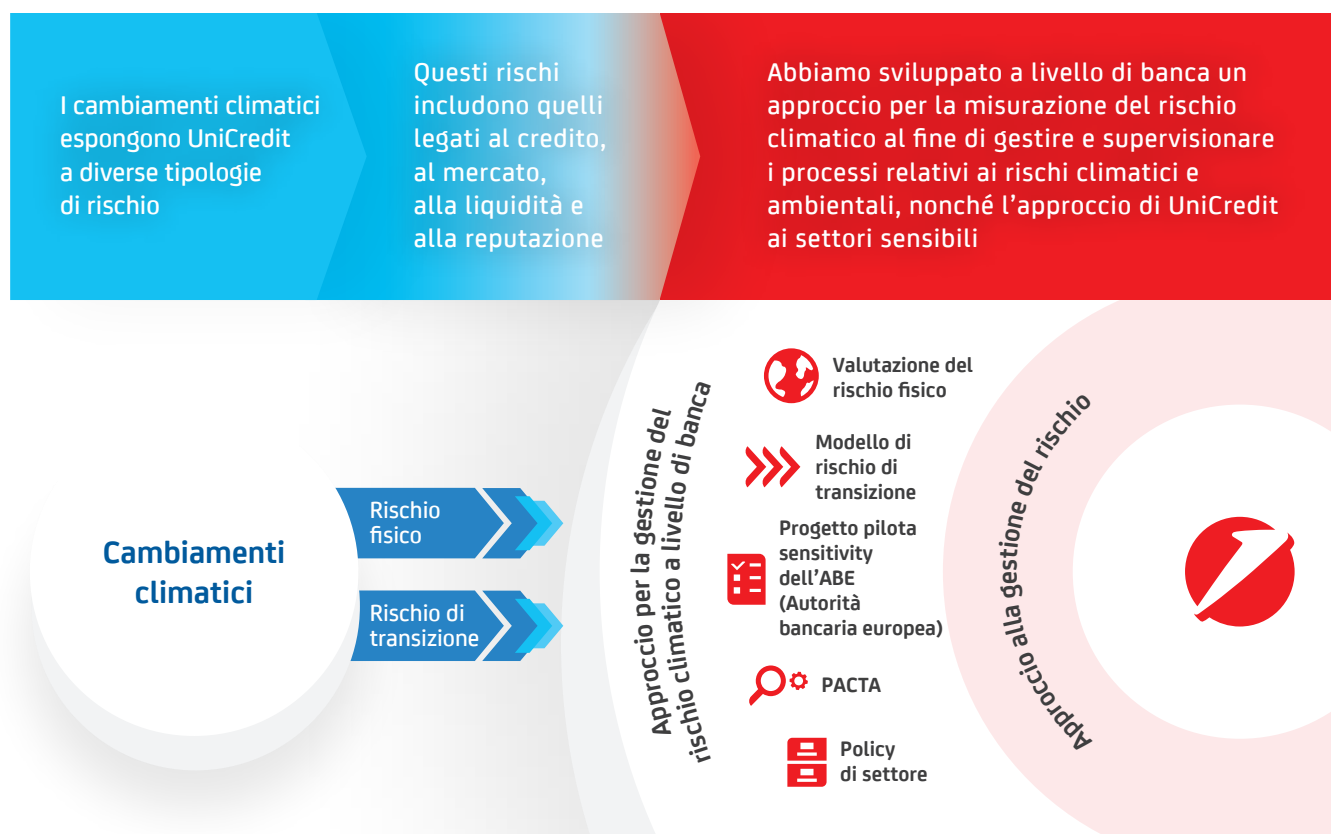 I cambiamenti climatici
espongono UniCredit
a diverse tipologie
di rischio
Questi rischi
includono quelli
legati al credito,
al mercato,
alla liquidità e
alla reputazione
Abbiamo sviluppato a livello di banca un
approccio per la misurazione del rischio
climatico al fine di gestire e supervisionare
i processi relativi ai rischi climatici e
ambientali, nonché l’approccio di UniCredit
ai settori sensibili
Cambiamenti
climatici
Rischio
fisico
Rischio di
transizione
Approccio per la gestione del
rischio climatico a livello di banca
Valutazione del
rischio fisico
Modello di
rischio di
transizione
Progetto pilota
sensitivity
dell’ABE
(Autorità
bancaria europea)
PACTA
Policy
di settore
Approccio alla gestione del rischio